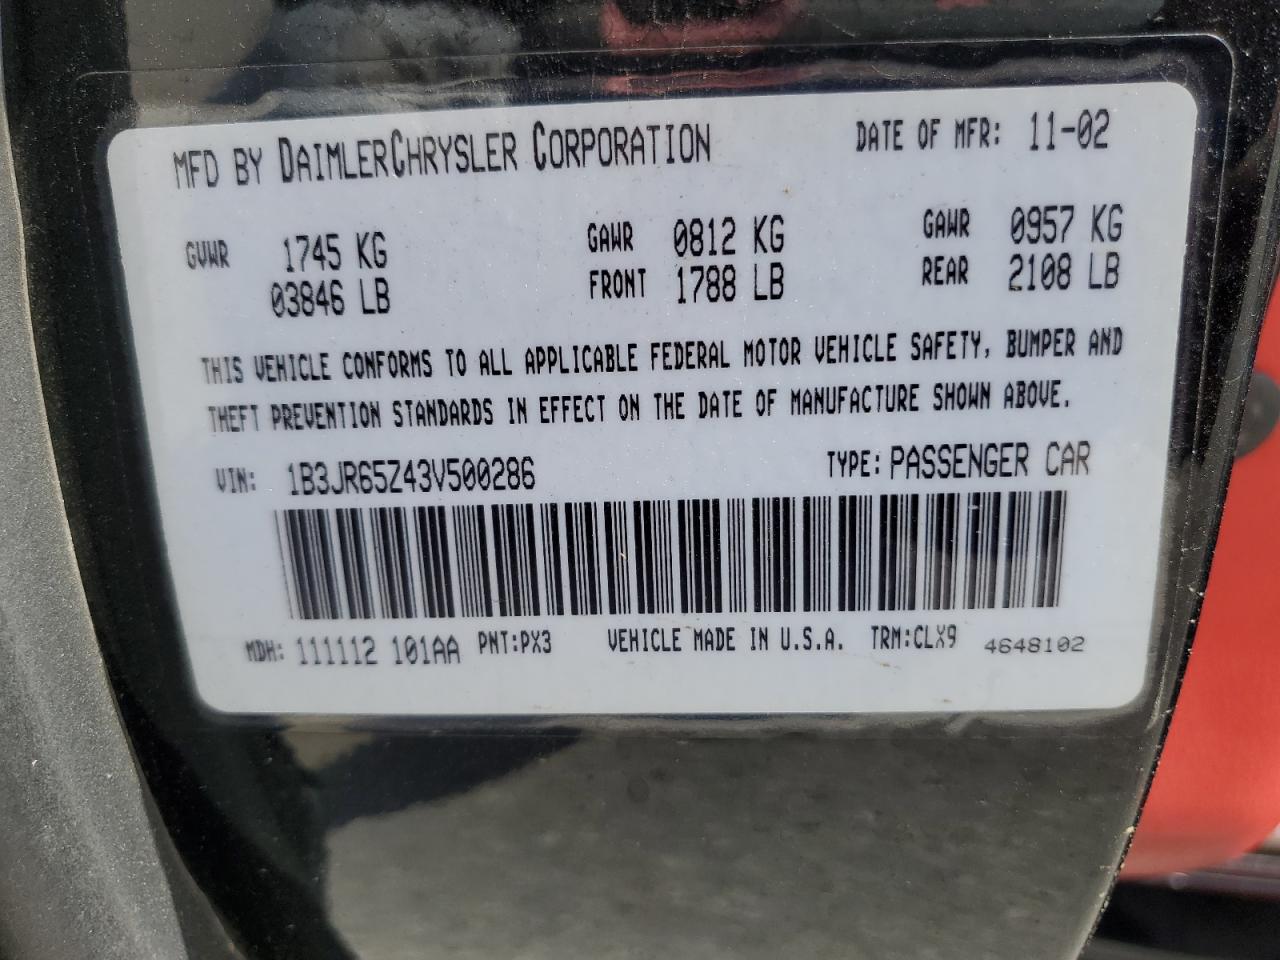 MFD BY DAIMLERCHRYSLER CORPORATION DATE OF MFR: 11-02
GVWR 1745 KG GAWR 0812 KG GAWR 0957 KG
03846 LB FRONT 1788 LB REAR 2108 LB
THIS VEHICLE CONFORMS TO ALL APPLICABLE FEDERAL MOTOR VEHICLE SAFETY, BUMPER AND
THEFT PREVENTION STANDARDS IN EFFECT ON THE DATE OF MANUFACTURE SHOWN ABOVE.
VIN: 1B3JR65Z43V500286 TYPE: PASSENGER CAR
MDH: 111112 101AA PNT:PX3 VEHICLE MADE IN U.S.A. TRM:CLX9 4648102